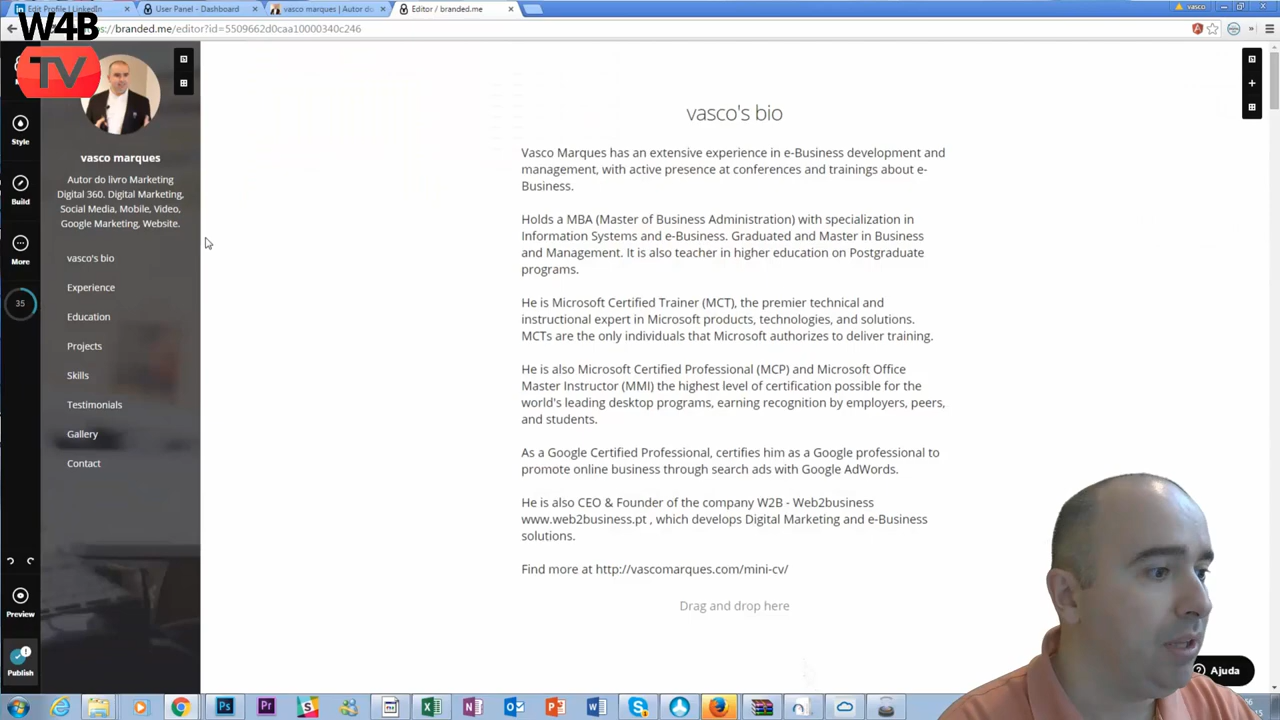 Edit Profile | LinkedIn
User Panel - Dashboard
vasco marques | Autor do
Editor / branded.me
vasco
W4B
TV
://branded.me/editor?id=5509662d0caa10000340c246
Style
Build
More
35
Preview
Publish
vasco marques
Autor do livro Marketing
Digital 360. Digital Marketing,
Social Media, Mobile, Video,
Google Marketing, Website.
vasco's bio
Experience
Education
Projects
Skills
Testimonials
Gallery
Contact
vasco's bio
Vasco Marques has an extensive experience in e-Business development and
management, with active presence at conferences and trainings about e-
Business.
Holds a MBA (Master of Business Administration) with specialization in
Information Systems and e-Business. Graduated and Master in Business
and Management. It is also teacher in higher education on Postgraduate
programs.
He is Microsoft Certified Trainer (MCT), the premier technical and
instructional expert in Microsoft products, technologies, and solutions.
MCTs are the only individuals that Microsoft authorizes to deliver training.
He is also Microsoft Certified Professional (MCP) and Microsoft Office
Master Instructor (MMI) the highest level of certification possible for the
world's leading desktop programs, earning recognition by employers, peers,
and students.
As a Google Certified Professional, certifies him as a Google professional to
promote online business through search ads with Google AdWords.
He is also CEO & Founder of the company W2B - Web2business
www.web2business.pt , which develops Digital Marketing and e-Business
solutions.
Find more at http://vascomarques.com/mini-cv/
Drag and drop here
Ajuda